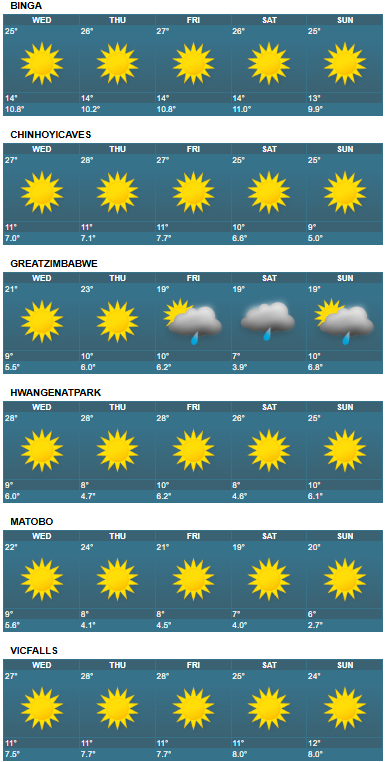 BINGA
WED THU FRI SAT SUN
25° 26° 27° 26° 25°
14° 14° 14° 14° 13°
10.8° 10.2° 10.8° 11.0° 9.9°
CHINHOYICAVES
WED THU FRI SAT SUN
27° 28° 27° 25° 25°
11° 11° 11° 10° 9°
7.0° 7.1° 7.7° 6.6° 5.0°
GREATZIMBABWE
WED THU FRI SAT SUN
21° 23° 19° 19° 19°
9° 10° 10° 7° 10°
5.5° 6.0° 6.2° 3.9° 6.8°
HWANGENATPARK
WED THU FRI SAT SUN
28° 28° 28° 26° 25°
9° 8° 10° 8° 10°
6.0° 4.7° 6.2° 4.6° 6.1°
MATOBO
WED THU FRI SAT SUN
22° 24° 21° 19° 20°
9° 8° 8° 7° 6°
5.6° 4.1° 4.5° 4.0° 2.7°
VICFALLS
WED THU FRI SAT SUN
27° 28° 28° 25° 24°
11° 11° 11° 11° 12°
7.5° 7.7° 7.7° 8.0° 8.0°